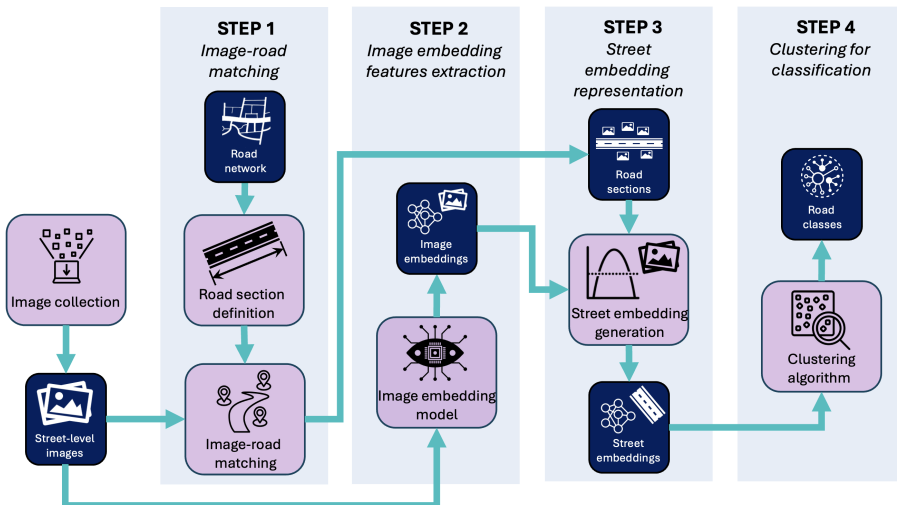 STEP 1
Image-road
matching
Road
network
Road section
definition
Image-road
matching
Image collection
Street-level
images
STEP 2
Image embedding
features extraction
Image
embeddings
Image embedding
model
STEP 3
Street
embedding
representation
Road
sections
Street embedding
generation
Street
embeddings
STEP 4
Clustering for
classification
Road
classes
Clustering
algorithm